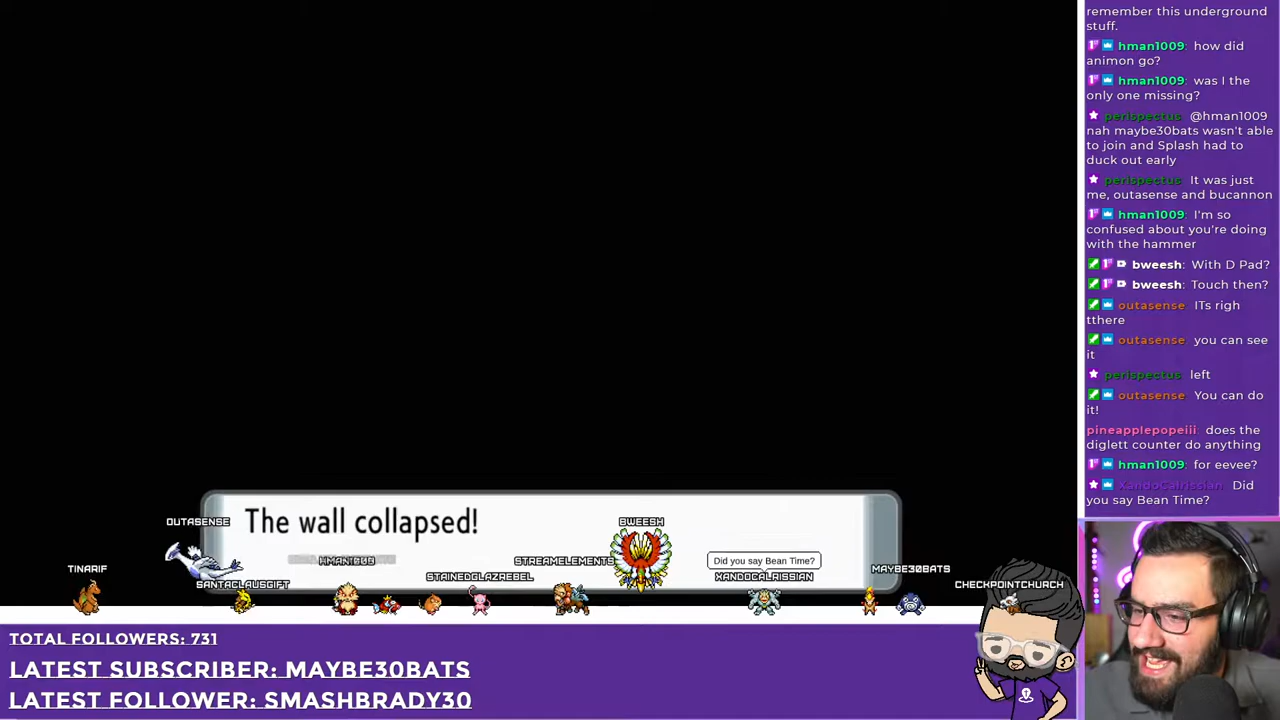 remember this underground
stuff.
hman1009: how did
animon go?
hman1009: was I the
only one missing?
perispectus: @hman1009
nah maybe30bats wasn't able
to join and Splash had to
duck out early
perispectus: It was just
me, outasense and bucannon
hman1009: I'm so
confused about you're doing
with the hammer
bweesh: With D Pad?
bweesh: Touch then?
outasense: ITs righ
tthere
outasense: you can see
it
perispectus: left
outasense: You can do
it!
pineapplepopeiii: does the
diglett counter do anything
hman1009: for eevee?
XandoCalrissian: Did
you say Bean Time?
The wall collapsed!
OUTASENSE
BWEESH
HMAN1009
STREAMELEMENTS
Did you say Bean Time?
TINARIF
MAYBE30BATS
STAINEDGLAZREBEL
XANDOCALRISSIAN
SANTACLAUSGIFT
CHECKPOINTCHURCH
TOTAL FOLLOWERS: 731
LATEST SUBSCRIBER: MAYBE30BATS
LATEST FOLLOWER: SMASHBRADY30